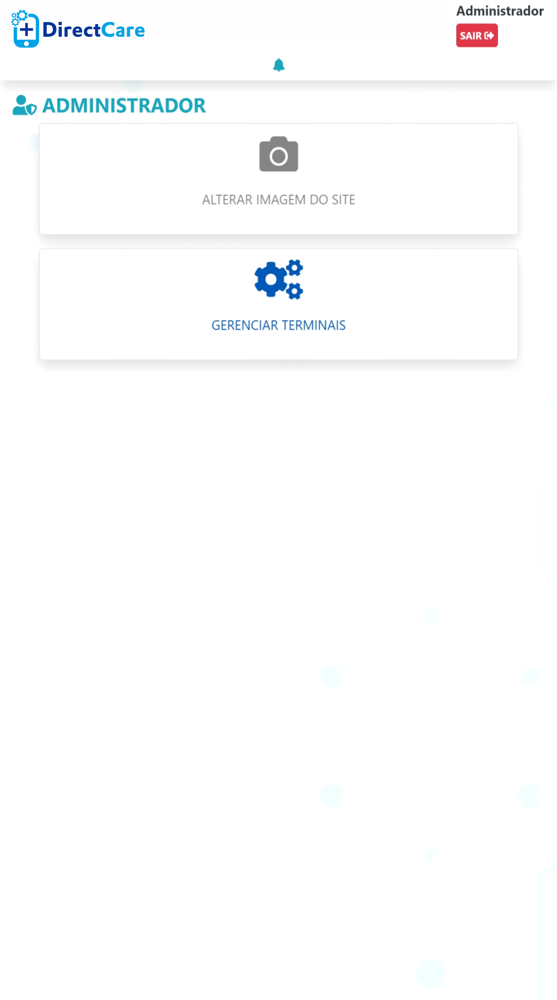 DirectCare
Administrador
SAIR
ADMINISTRADOR
ALTERAR IMAGEM DO SITE
GERENCIAR TERMINAIS